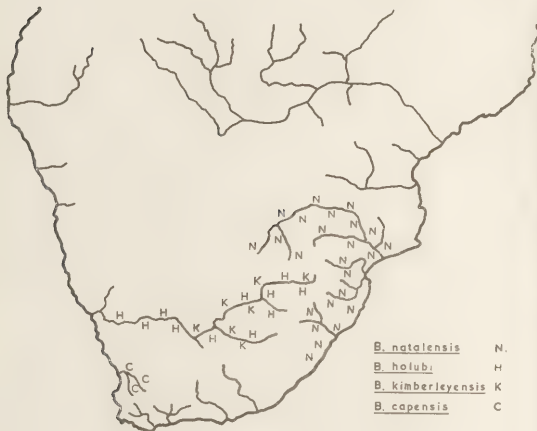 N N N N N
N N N
N N N N
K H K N
K H N N
H H K H N N
H H H K H N N
K H N
C N
C C N
C
B. natalensis N.
B. holubi H
B. kimberleyensis K
B. capensis C